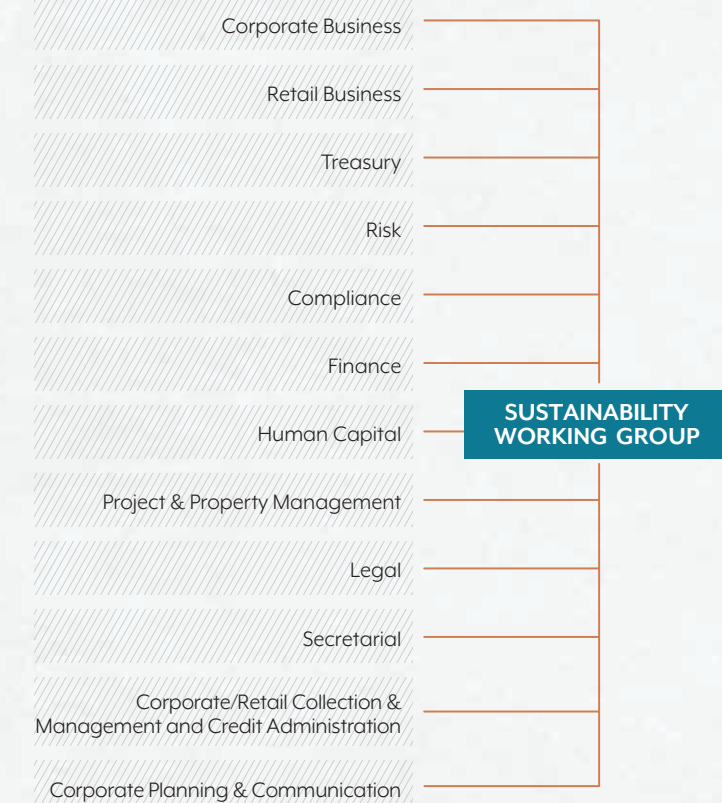 Corporate Business
Retail Business
Treasury
Risk
Compliance
Finance
Human Capital
SUSTAINABILITY
WORKING GROUP
Project & Property Management
Legal
Secretarial
Corporate/Retail Collection &
Management and Credit Administration
Corporate Planning & Communication